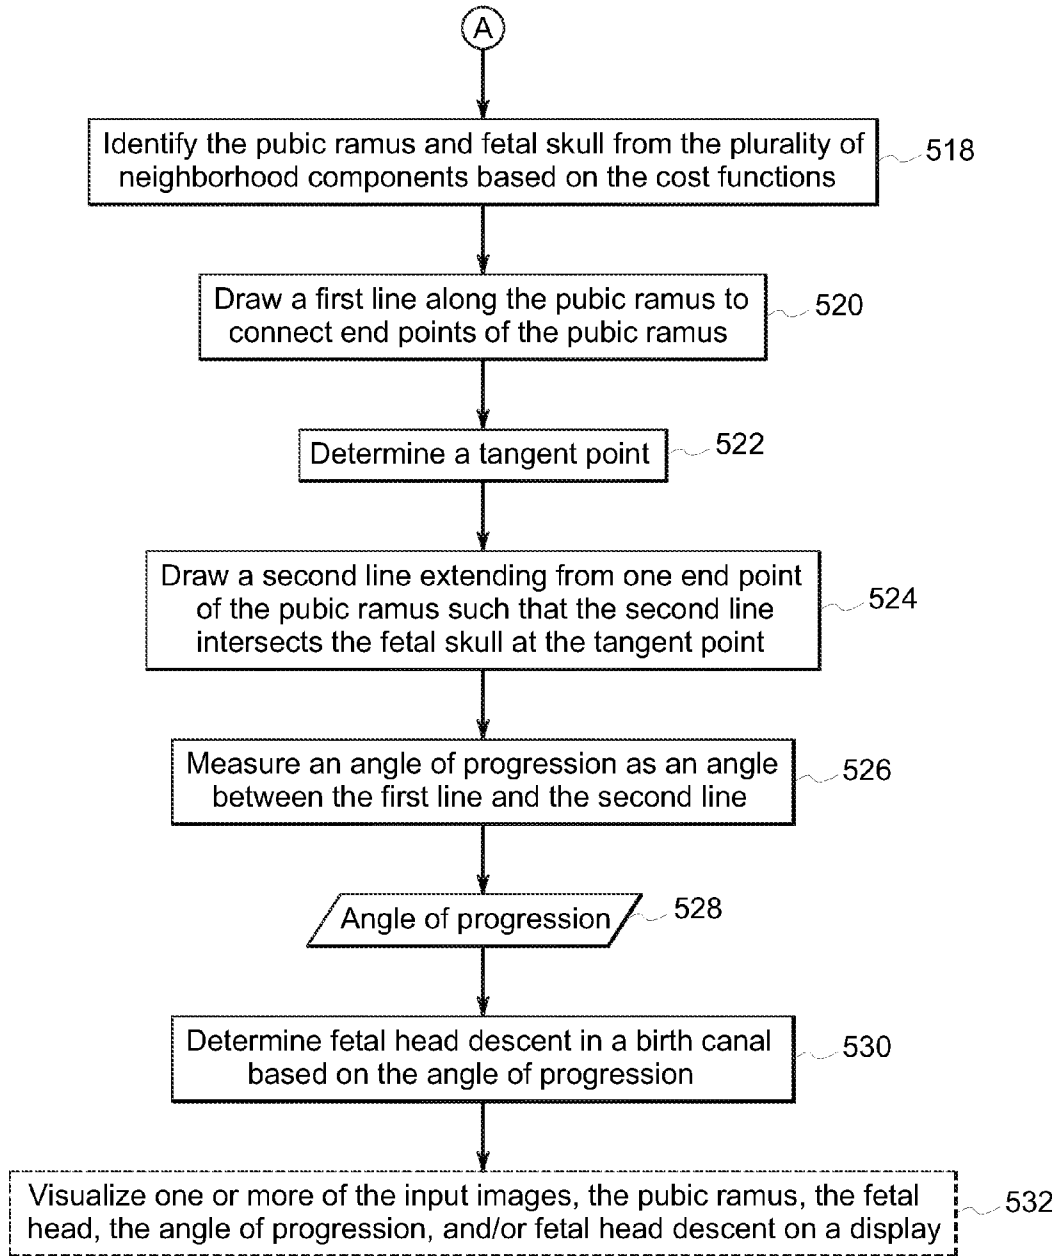 A
Identify the pubic ramus and fetal skull from the plurality of
neighborhood components based on the cost functions
518
Draw a first line along the pubic ramus to
connect end points of the pubic ramus
520
Determine a tangent point
522
Draw a second line extending from one end point
of the pubic ramus such that the second line
intersects the fetal skull at the tangent point
524
Measure an angle of progression as an angle
between the first line and the second line
526
Angle of progression
528
Determine fetal head descent in a birth canal
based on the angle of progression
530
Visualize one or more of the input images, the pubic ramus, the fetal
head, the angle of progression, and/or fetal head descent on a display
532